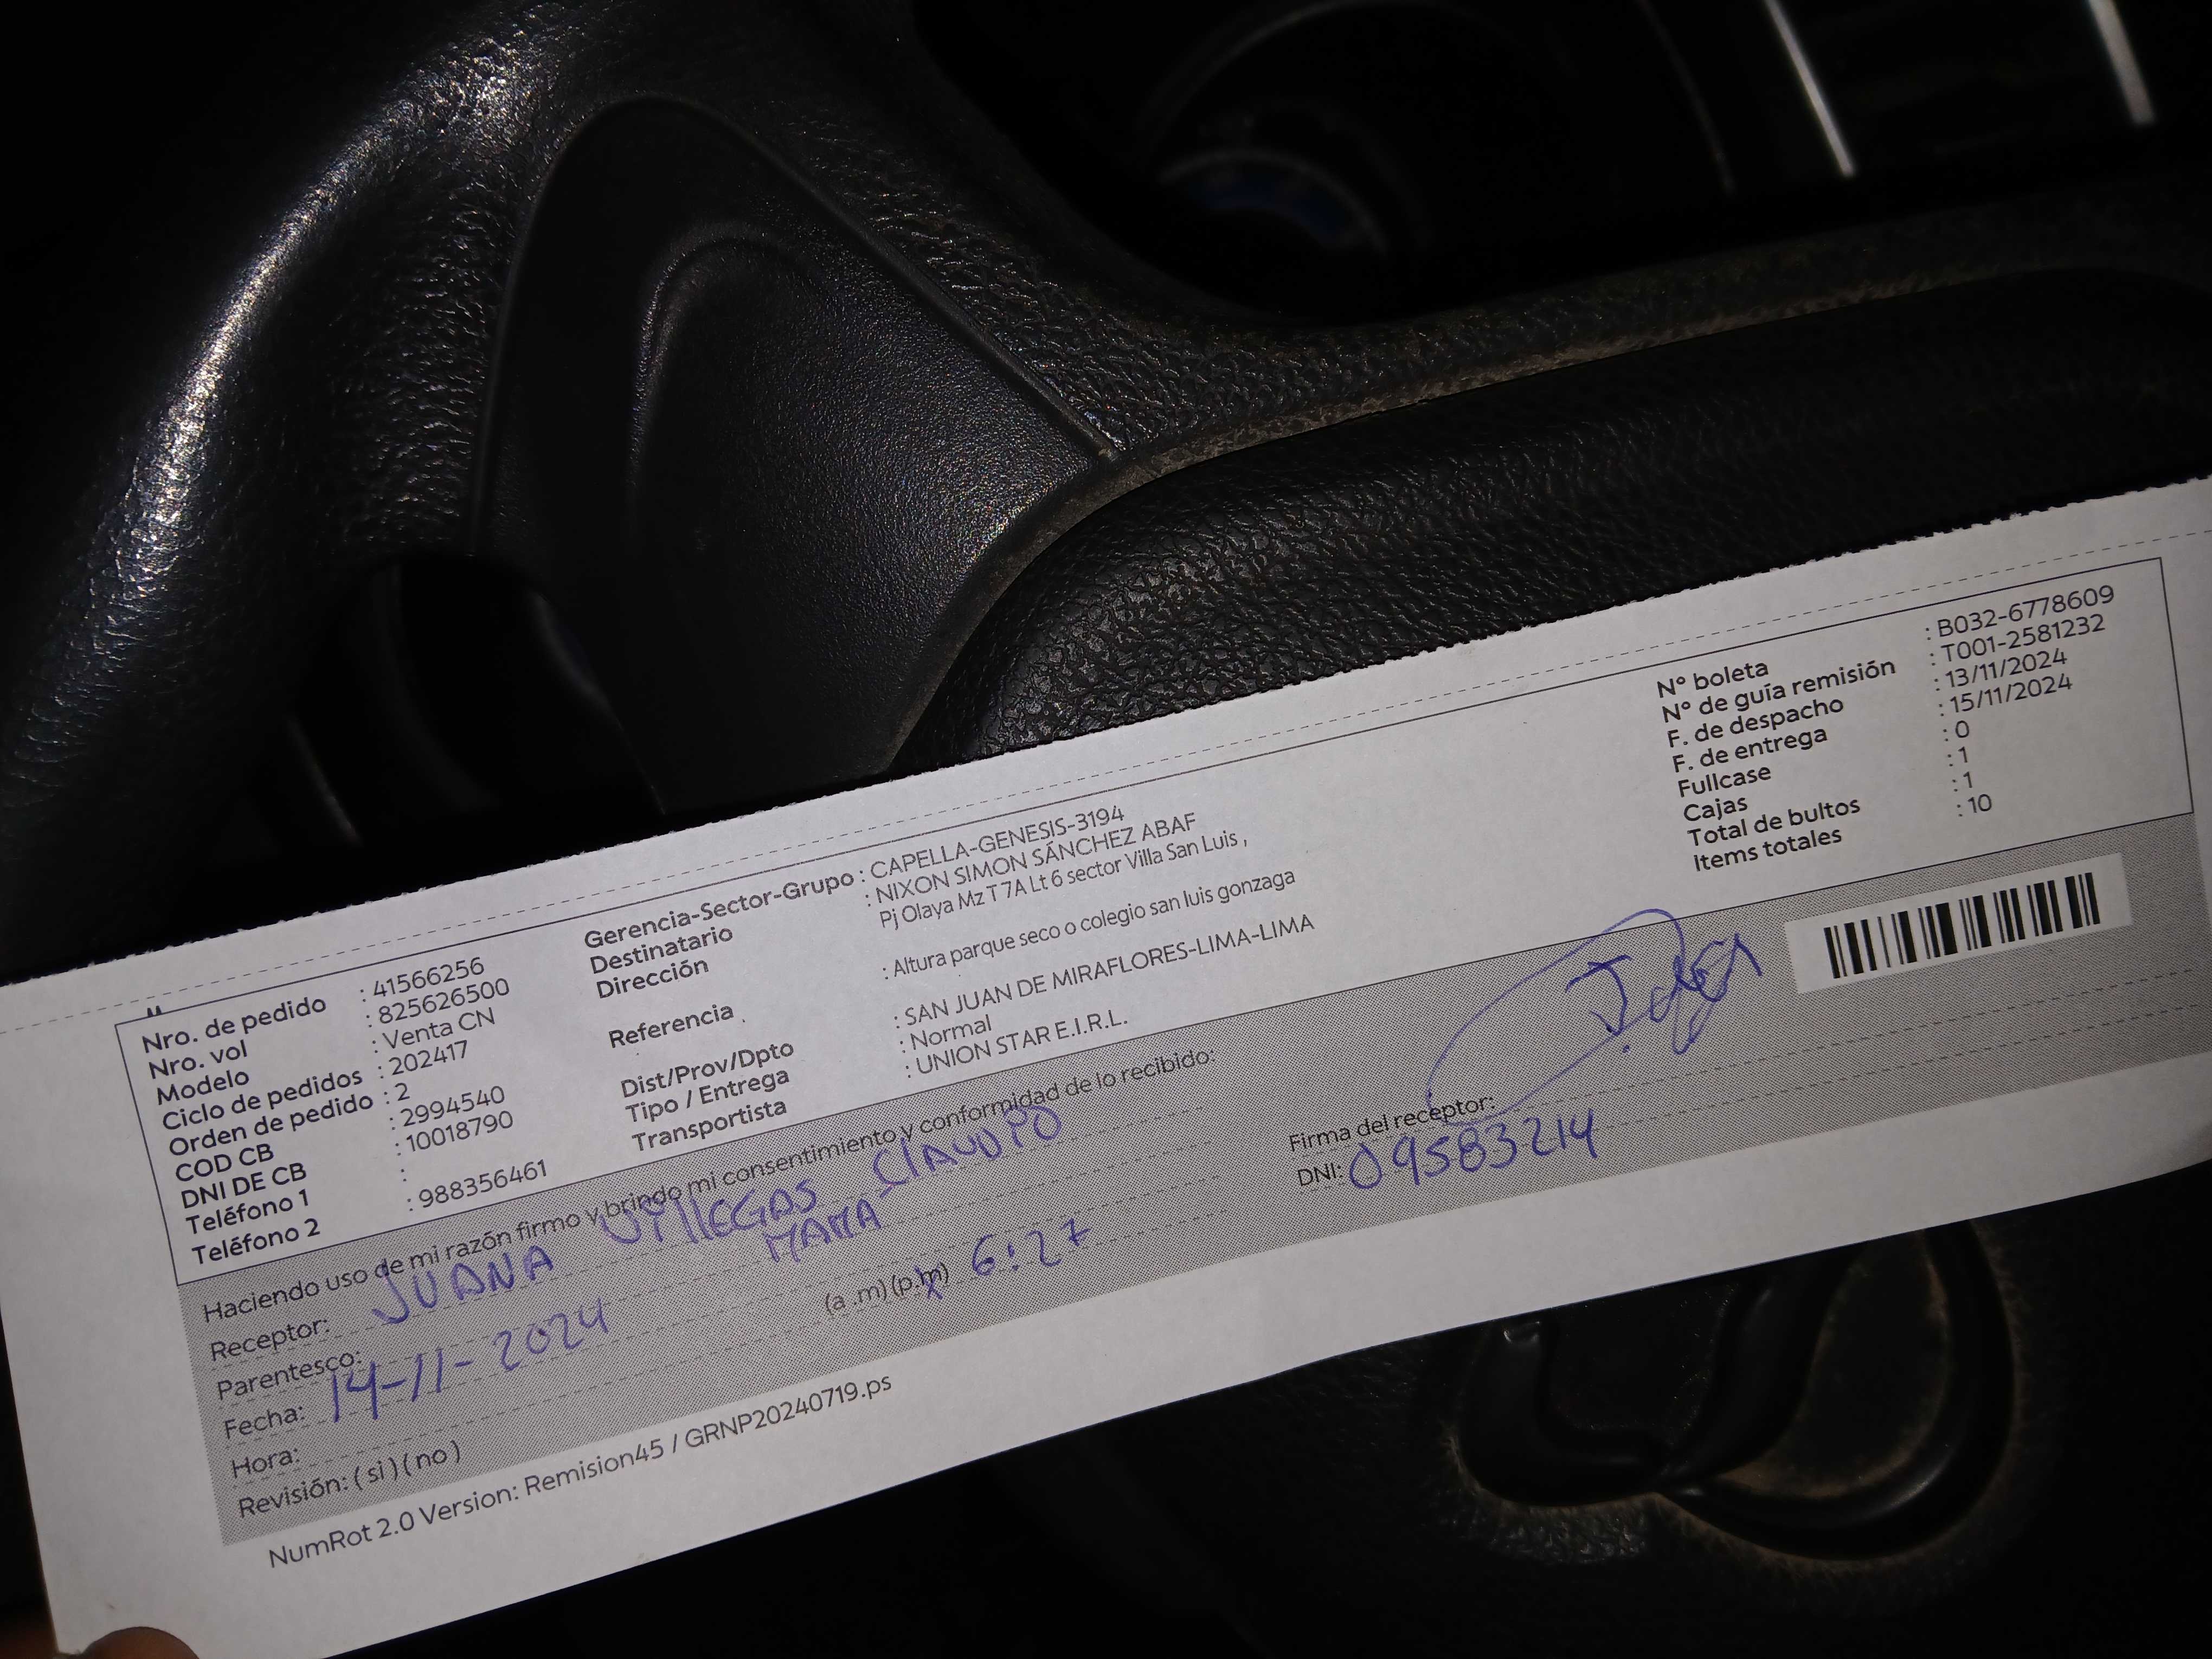 Nro. de pedido : 41566256
Nro. vol : 825626500
Modelo : Venta CN
Ciclo de pedidos : 202417
Orden de pedido : 2
COD CB : 2994540
DNI DE CB : 10018790
Teléfono 1 :
Teléfono 2 : 988356461
Gerencia-Sector-Grupo : CAPELLA-GENESIS-3194
Destinatario : NIXON SIMON SÁNCHEZ ABAF
Dirección Pj Olaya Mz T 7A Lt 6 sector Villa San Luis ,
Referencia : Altura parque seco o colegio san luis gonzaga
Dist/Prov/Dpto : SAN JUAN DE MIRAFLORES-LIMA-LIMA
Tipo / Entrega : Normal
Transportista : UNION STAR E.I.R.L.
N° boleta : B032-6778609
N° de guía remisión : T001-2581232
F. de despacho : 13/11/2024
F. de entrega : 15/11/2024
Fullcase : 0
Cajas : 1
Total de bultos : 1
Items totales : 10
Haciendo uso de mi razón firmo y brindo mi consentimiento y conformidad de lo recibido:
Receptor: JUANA VILLEGAS CLAUDIO
Parentesco: MAMA
Fecha: 14-11-2024
Hora: (a .m) (p.m) 6:27
Revisión: ( si ) ( no )
Firma del receptor:
DNI: 09583214
NumRot 2.0 Version: Remision45 / GRNP20240719.ps